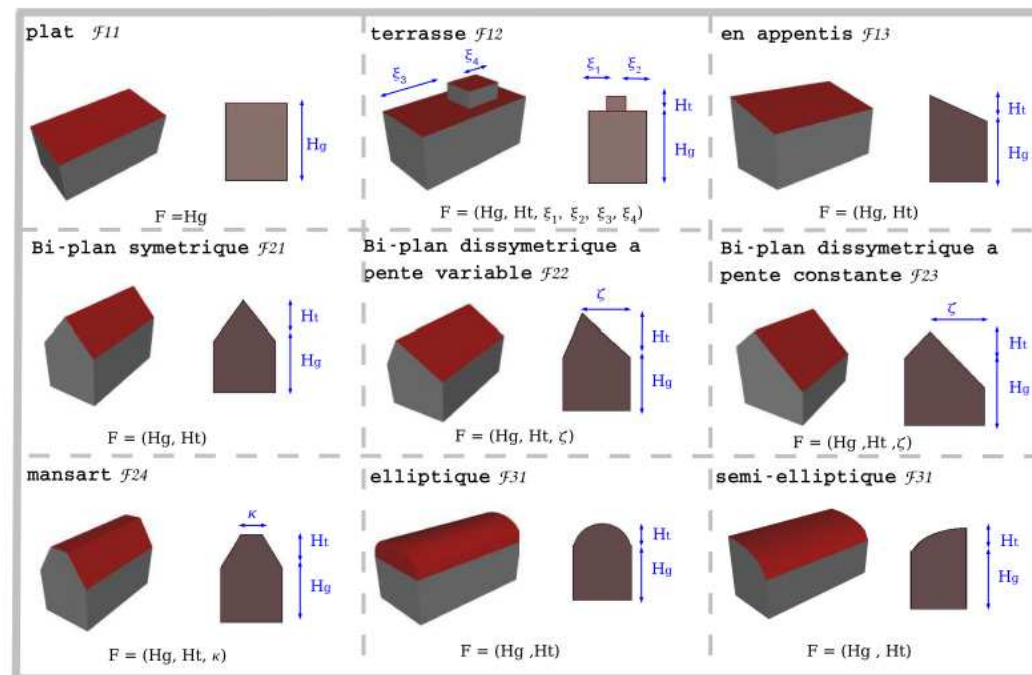 plat F11
Hg
F =Hg
terrasse F12
ξ3
ξ4
ξ1
ξ2
Ht
Hg
F = (Hg, Ht, ξ1, ξ2, ξ3, ξ4)
en appentis F13
Ht
Hg
F = (Hg, Ht)
Bi-plan symetrique F21
Ht
Hg
F = (Hg, Ht)
Bi-plan dissymetrique a
pente variable F22
ζ
Ht
Hg
F = (Hg, Ht, ζ)
Bi-plan dissymetrique a
pente constante F23
ζ
Ht
Hg
F = (Hg ,Ht ,ζ)
mansart F24
κ
Ht
Hg
F = (Hg, Ht, κ)
elliptique F31
Ht
Hg
F = (Hg ,Ht)
semi-elliptique F31
Ht
Hg
F = (Hg , Ht)